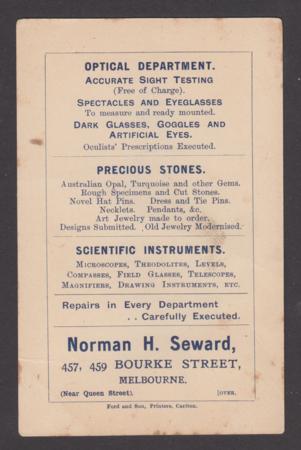 OPTICAL DEPARTMENT.
ACCURATE SIGHT TESTING
(Free of Charge).
SPECTACLES AND EYEGLASSES
To measure and ready mounted.
DARK GLASSES, GOGGLES AND
ARTIFICIAL EYES.
Oculists' Prescriptions Executed.
PRECIOUS STONES.
Australian Opal, Turquoise and other Gems.
Rough Specimens and Cut Stones.
Novel Hat Pins. Dress and Tie Pins.
Necklets. Pendants, &c.
Art Jewelry made to order.
Designs Submitted. Old Jewelry Modernised.
SCIENTIFIC INSTRUMENTS.
MICROSCOPES, THEODOLITES, LEVELS,
COMPASSES, FIELD GLASSES, TELESCOPES,
MAGNIFIERS, DRAWING INSTRUMENTS, ETC.
Repairs in Every Department
. . Carefully Executed.
Norman H. Seward,
457, 459 BOURKE STREET,
MELBOURNE.
(Near Queen Street). [OVER.
Ford and Son, Printers, Carlton.